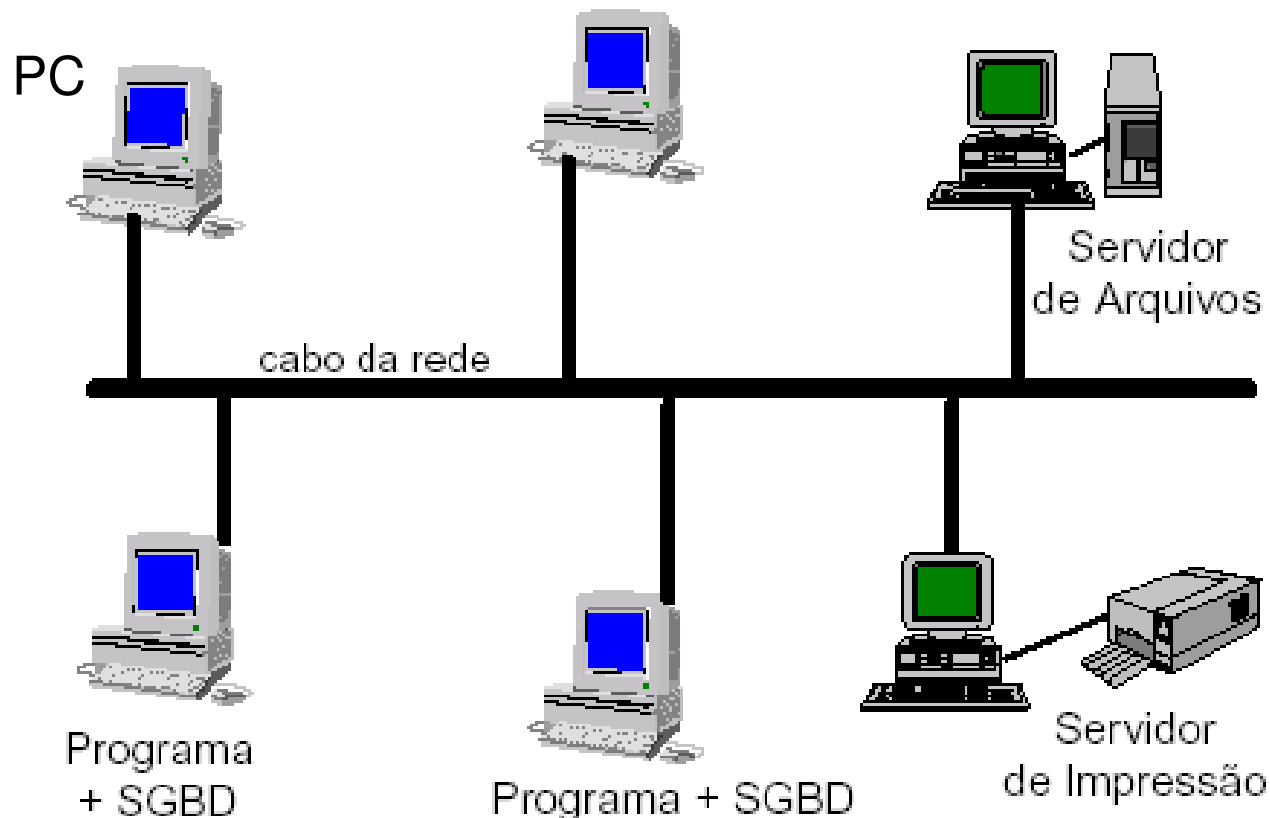 PC
Servidor
de Arquivos
cabo da rede
Programa
+ SGBD
Programa + SGBD
Servidor
de Impressão